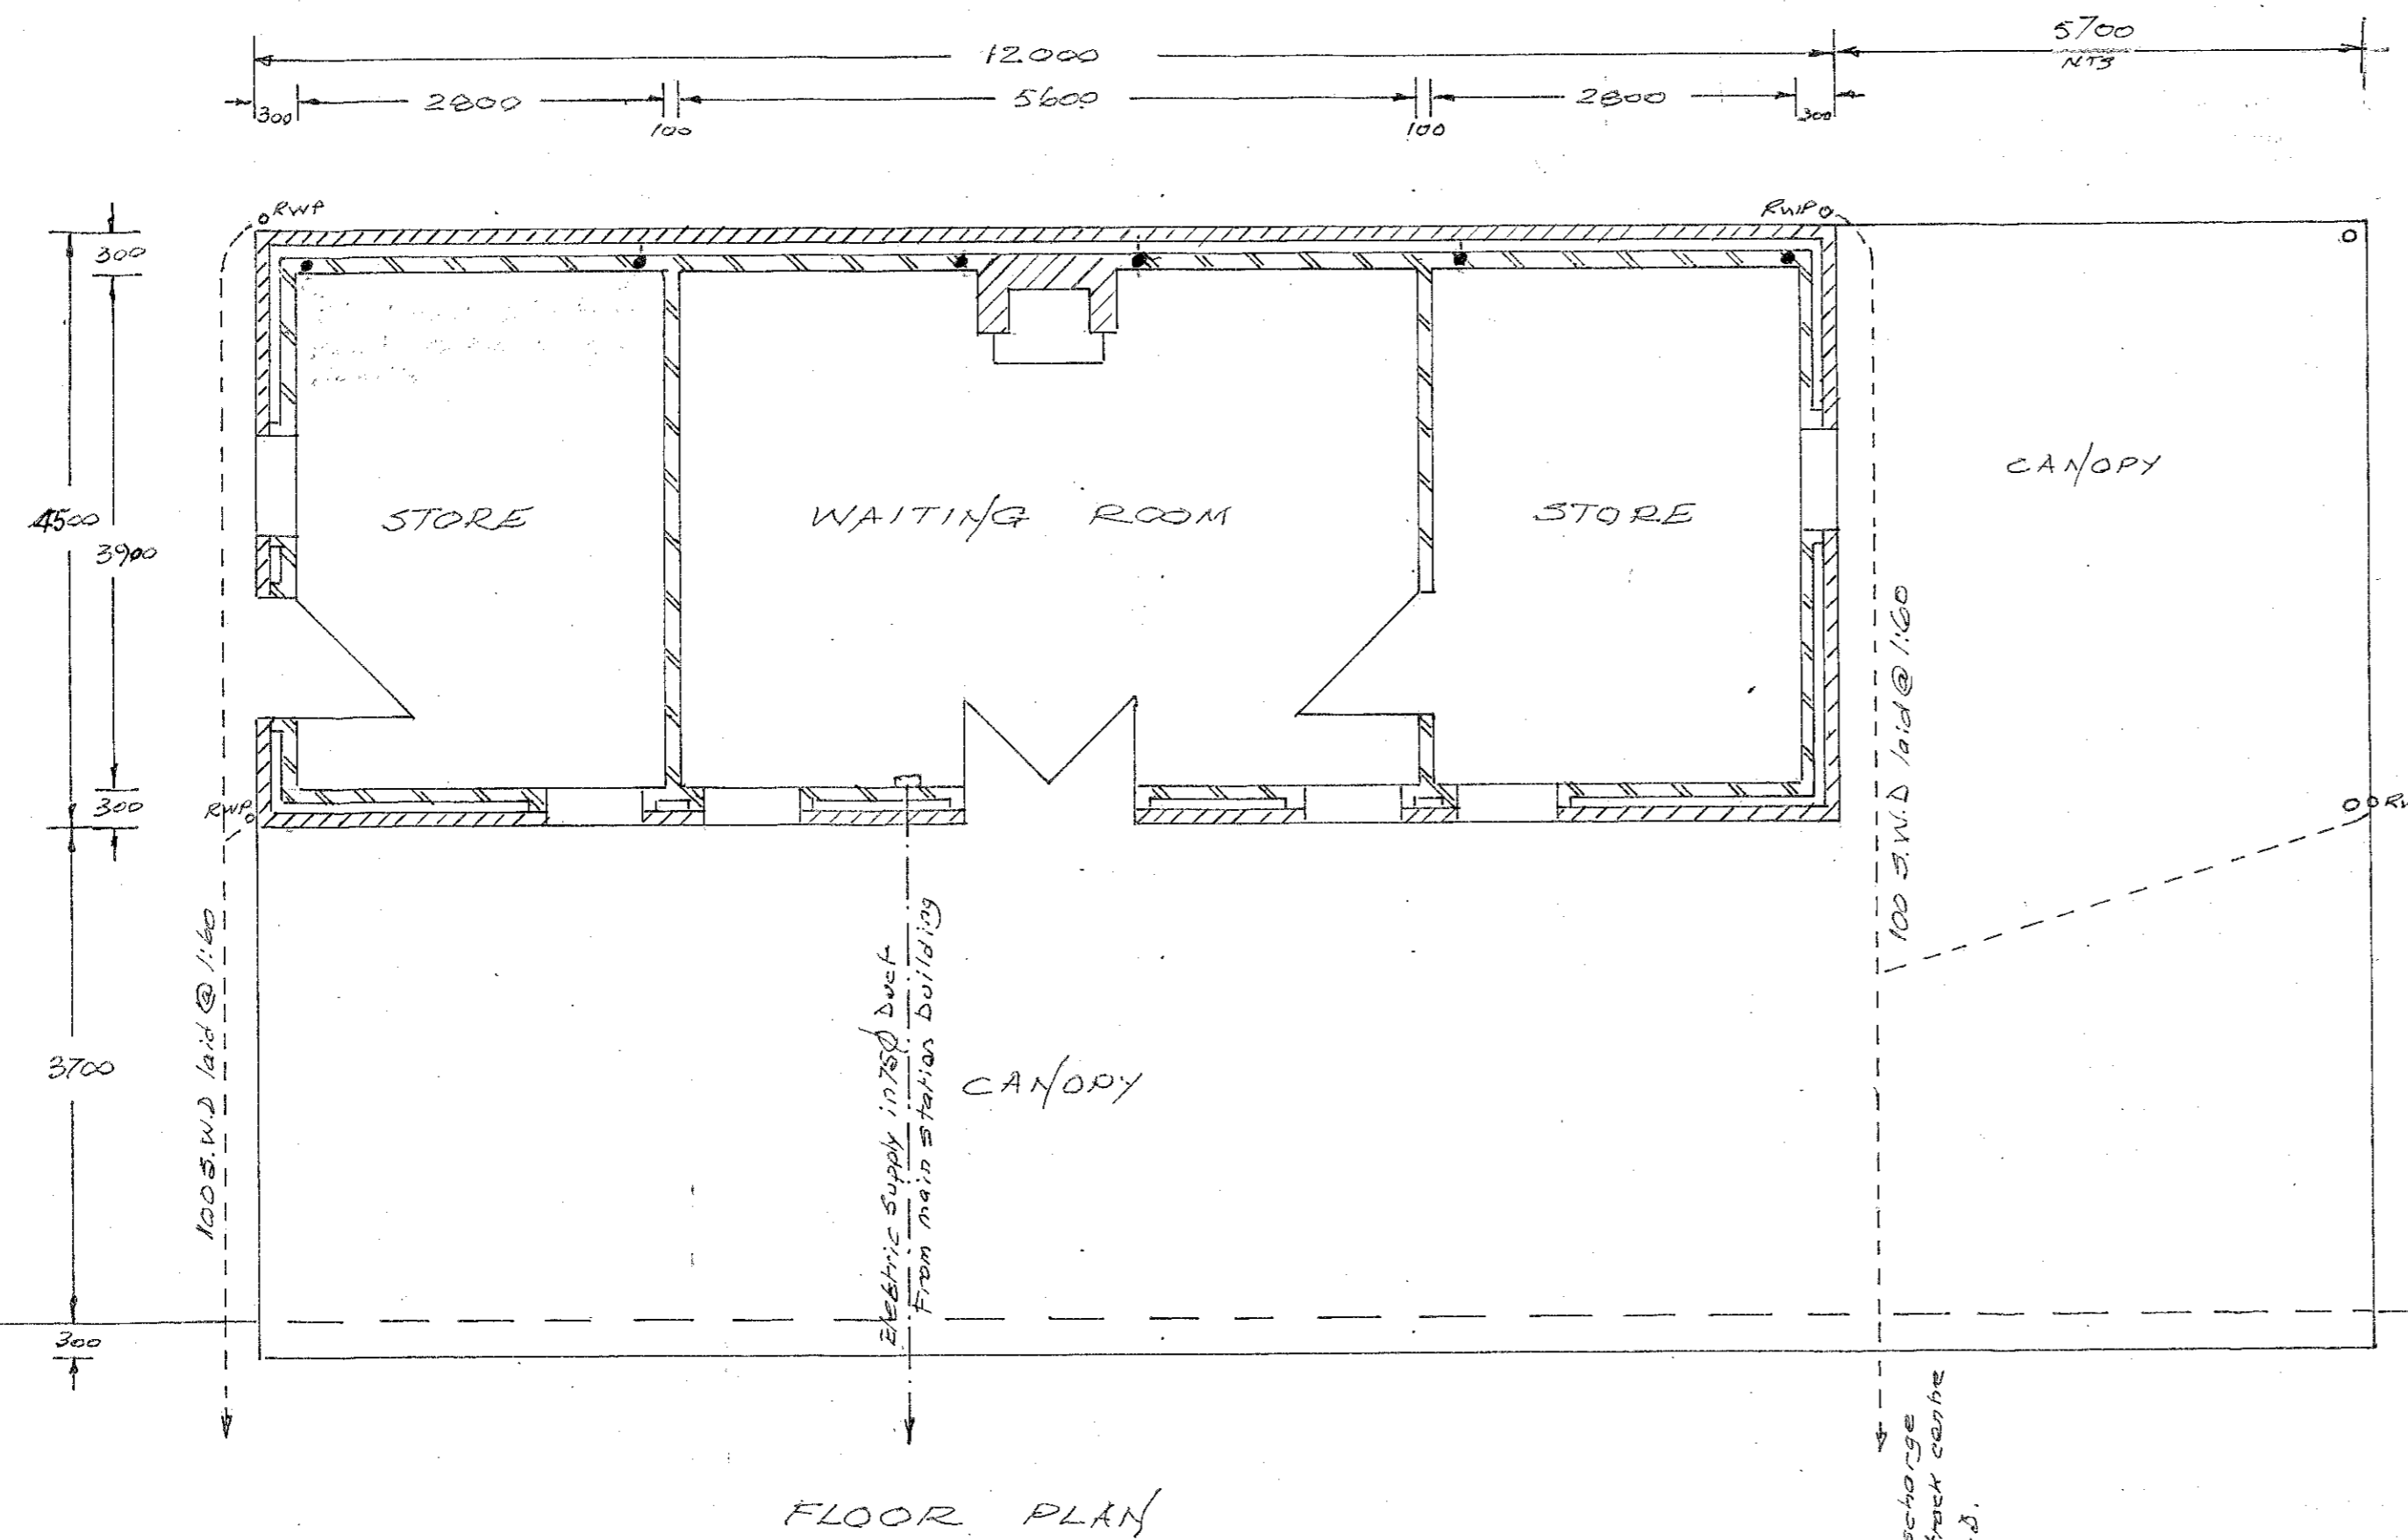 12000
5700
NTS
300
2800
100
5600
100
2800
300
RWP
RWP
300
4500
3900
300
3700
300
STORE
WAITING ROOM
STORE
CANOPY
RWP
100 S.W.D laid @ 1:60
100 S.W.D laid @ 1:60
Electric Supply in 75Ø Duct
From main station building
CANOPY
FLOOR PLAN
track centre